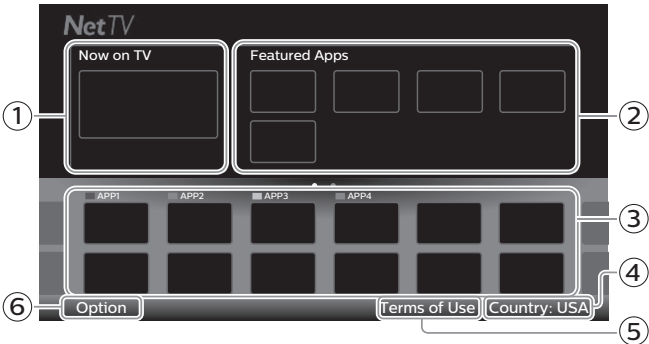 NetTV
Now on TV
Featured Apps
1
2
APP1 APP2 APP3 APP4
3
4
6
Option
Terms of Use
Country: USA
5